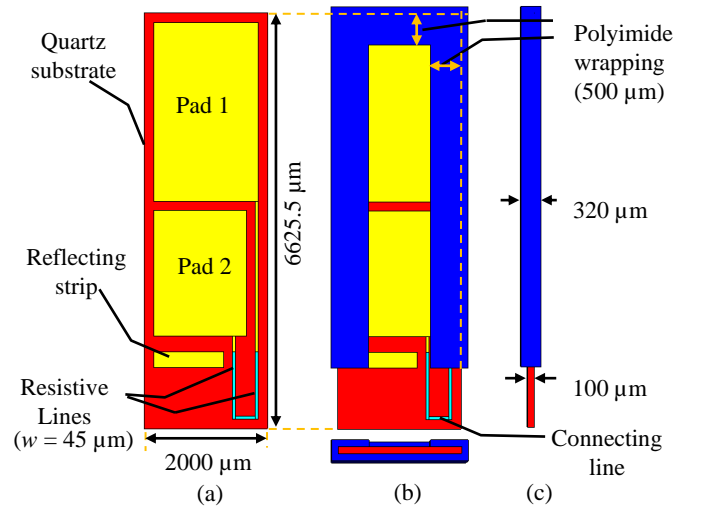 Quartz
substrate
Pad 1
Pad 2
Reflecting
strip
Resistive
Lines
(w = 45 µm)
2000 µm
6625.5 µm
(a)
Polyimide
wrapping
(500 µm)
320 µm
100 µm
Connecting
line
(b)
(c)